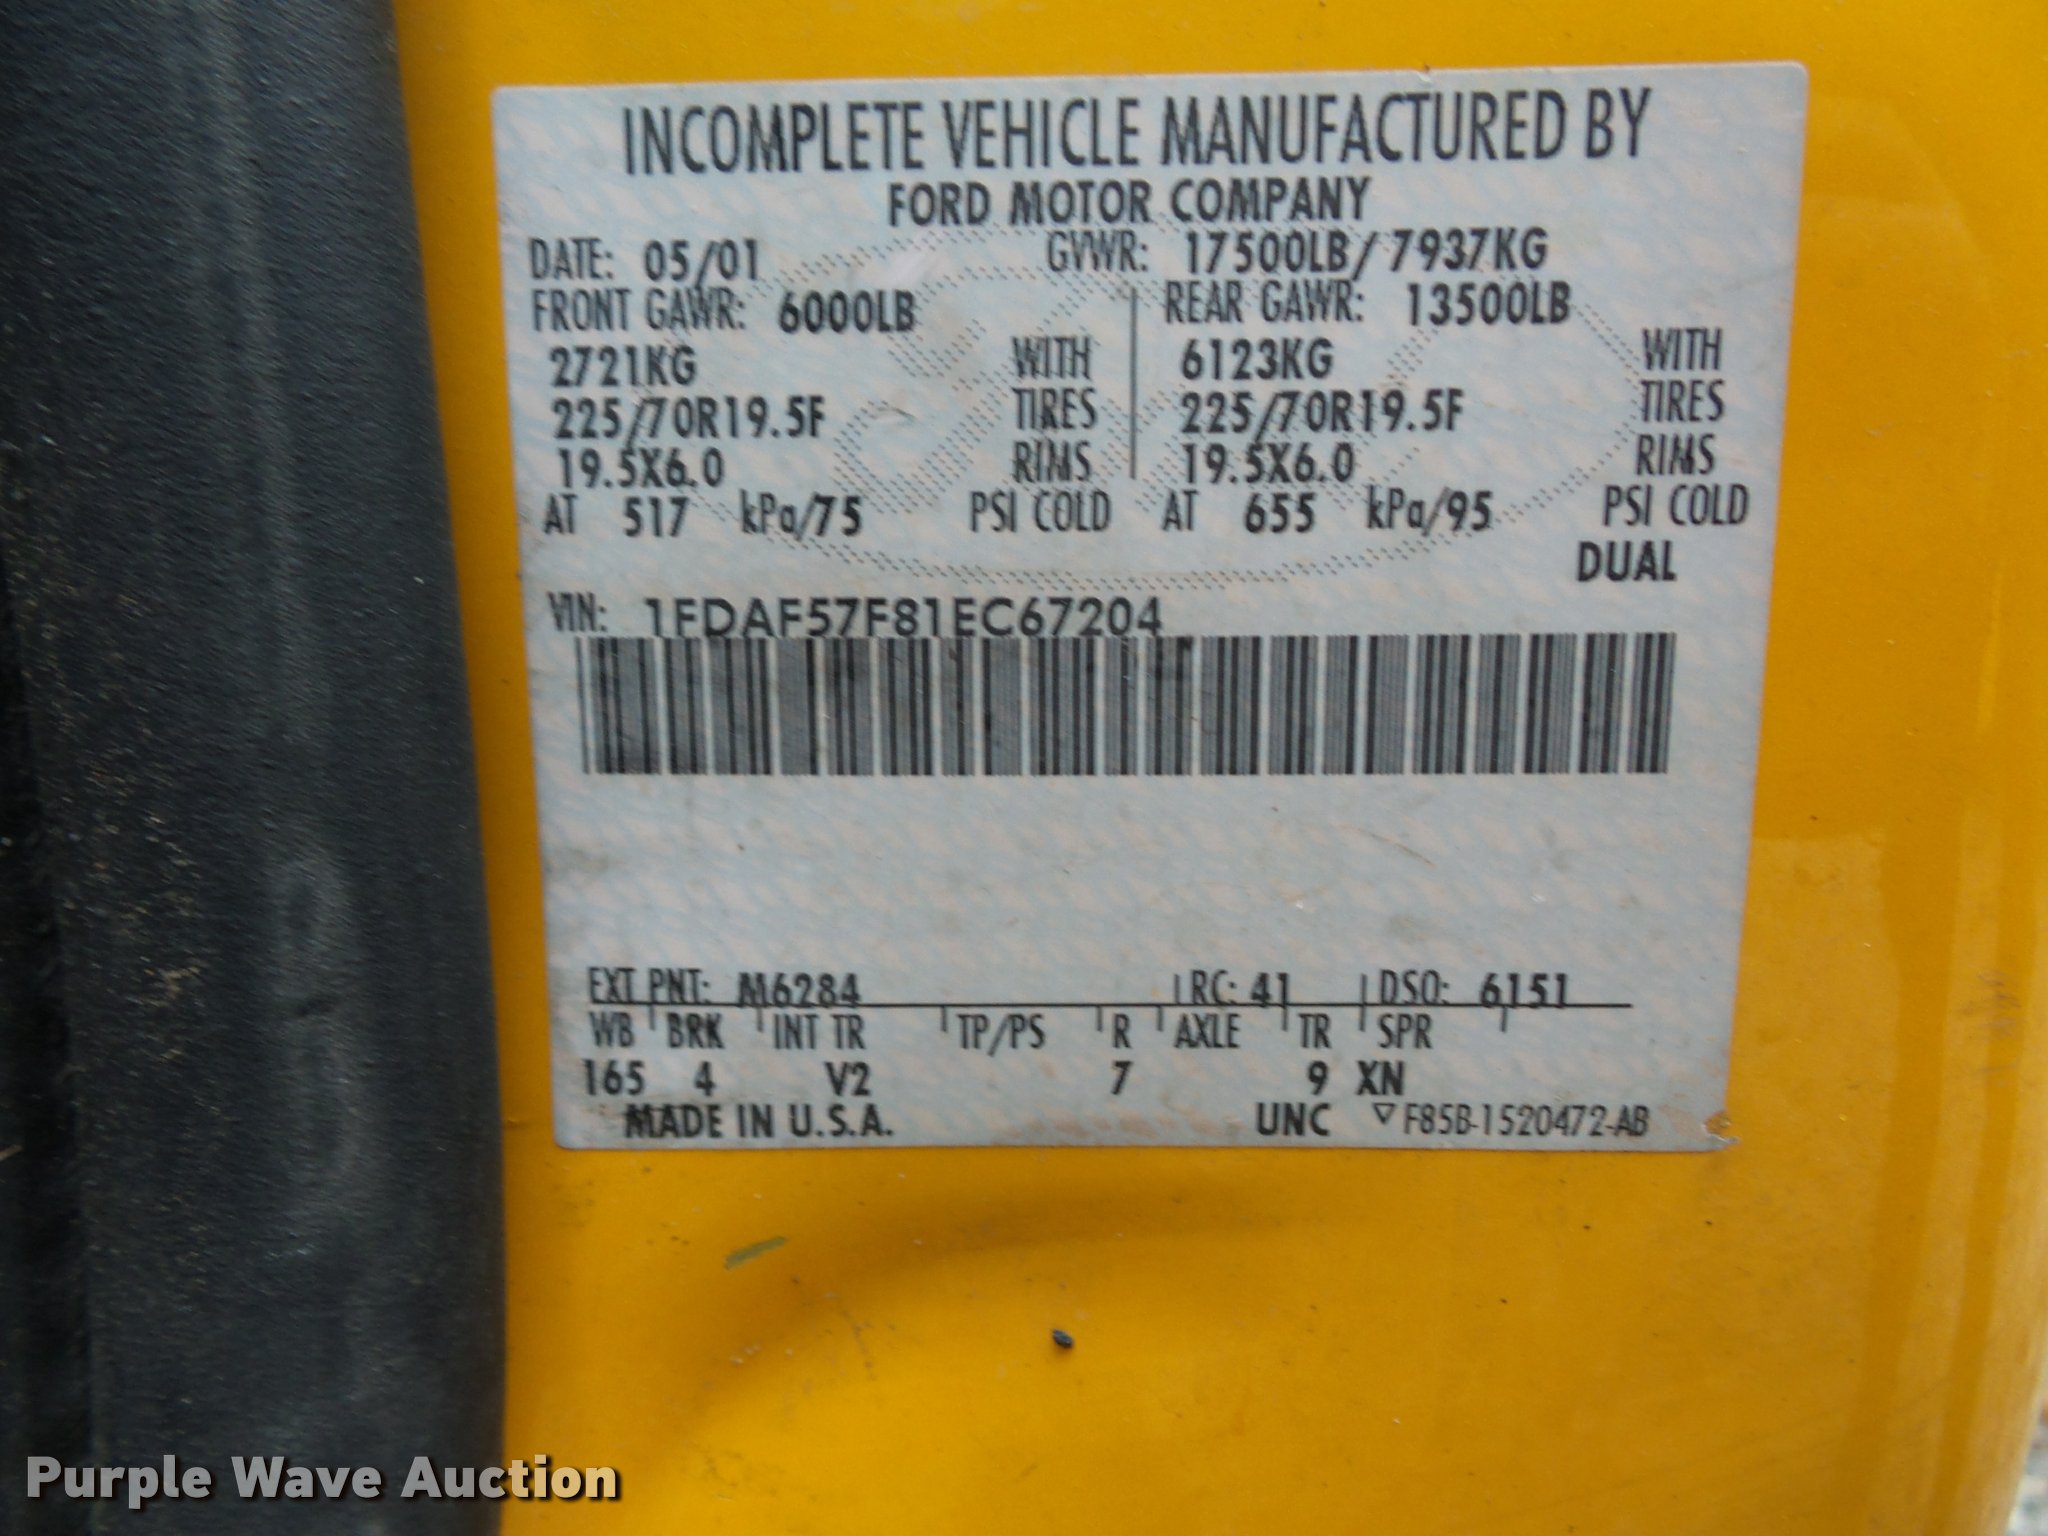 INCOMPLETE VEHICLE MANUFACTURED BY
FORD MOTOR COMPANY
DATE: 05/01 GVWR: 17500LB/7937KG
FRONT GAWR: 6000LB REAR GAWR: 13500LB
2721KG WITH 6123KG WITH
225/70R19.5F TIRES 225/70R19.5F TIRES
19.5X6.0 RIMS 19.5X6.0 RIMS
AT 517 kPa/75 PSI COLD AT 655 kPa/95 PSI COLD
DUAL
VIN: 1FDAF57F81EC67204
EXT PNT: M6284 RC: 41 DSO: 6151
WB BRK INT TR TP/PS R AXLE TR SPR
165 4 V2 7 9 XN
MADE IN U.S.A. UNC ▽ F85B-1520472-AB
Purple Wave Auction